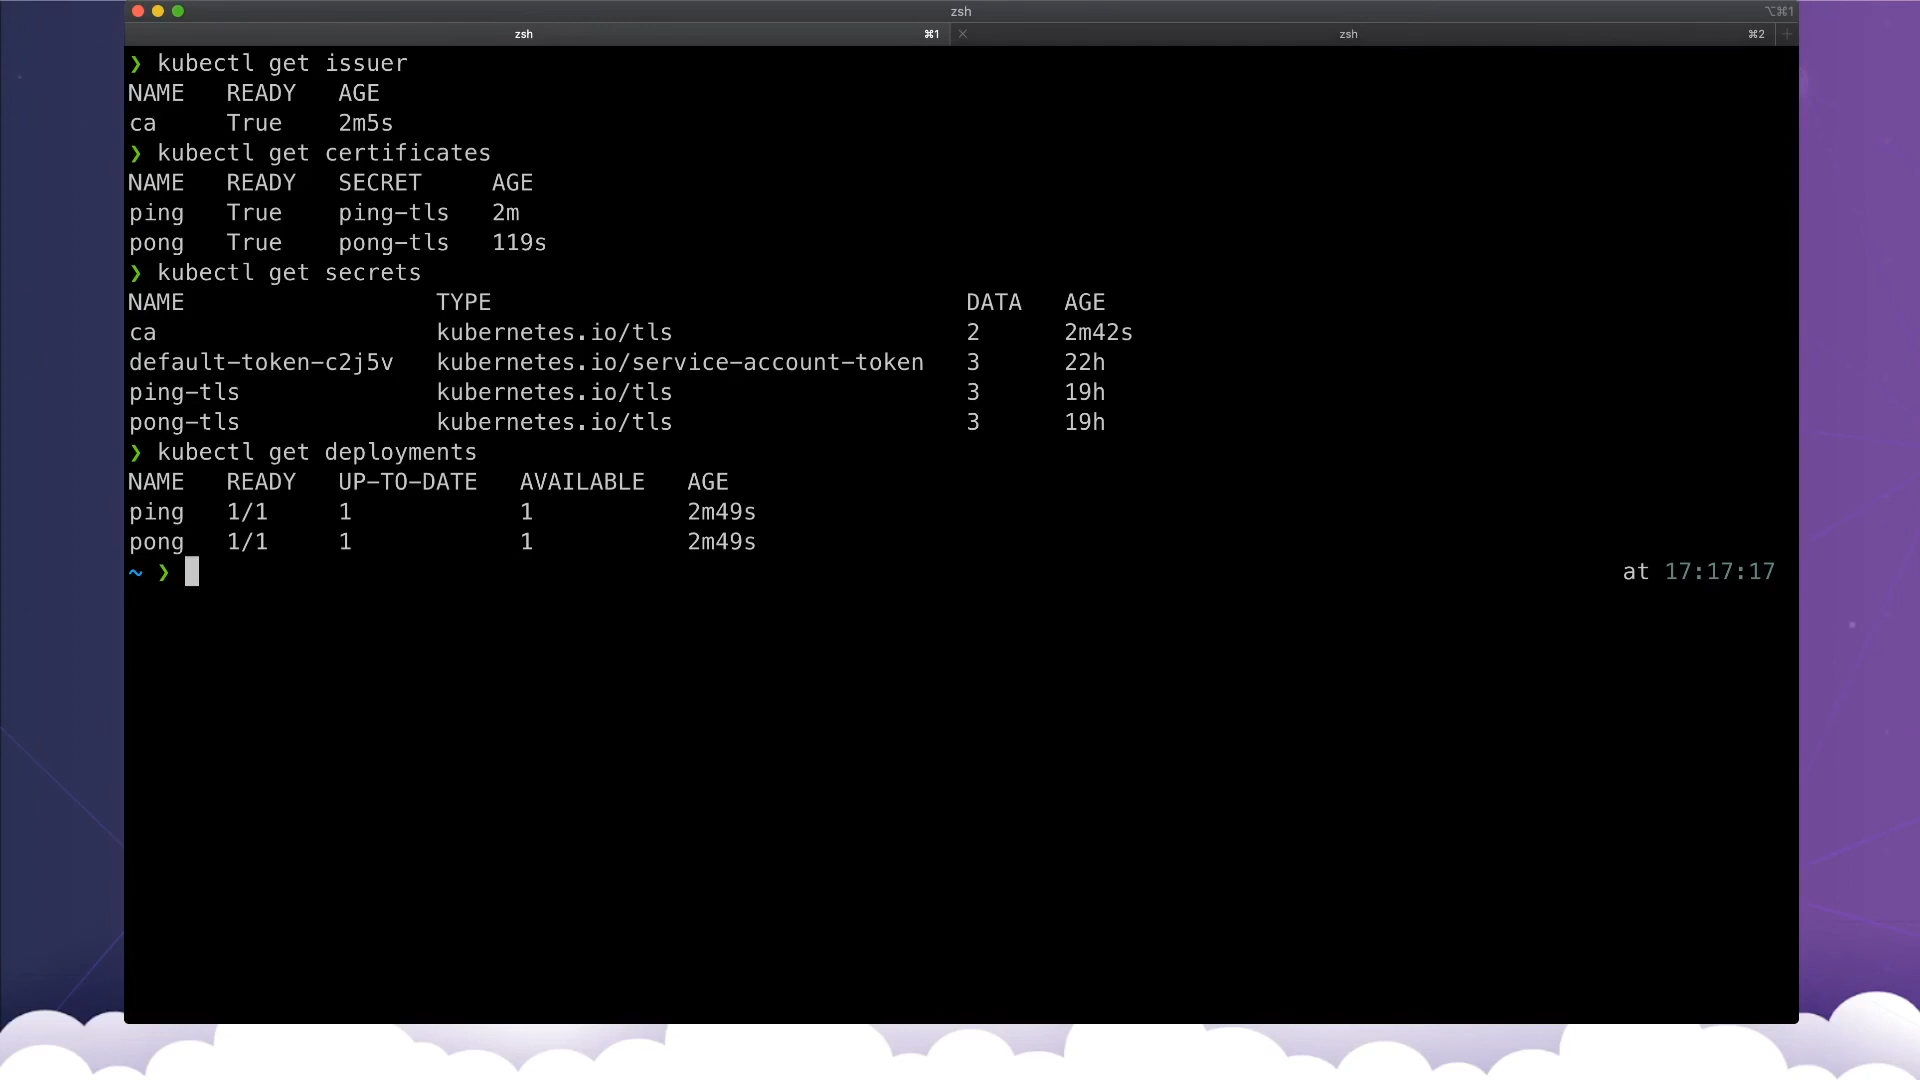 zsh
⌥⌘1
zsh ⌘1
zsh ⌘2
❯ kubectl get issuer
NAME READY AGE
ca True 2m5s
❯ kubectl get certificates
NAME READY SECRET AGE
ping True ping-tls 2m
pong True pong-tls 119s
❯ kubectl get secrets
NAME TYPE DATA AGE
ca kubernetes.io/tls 2 2m42s
default-token-c2j5v kubernetes.io/service-account-token 3 22h
ping-tls kubernetes.io/tls 3 19h
pong-tls kubernetes.io/tls 3 19h
❯ kubectl get deployments
NAME READY UP-TO-DATE AVAILABLE AGE
ping 1/1 1 1 2m49s
pong 1/1 1 1 2m49s
~ ❯ at 17:17:17